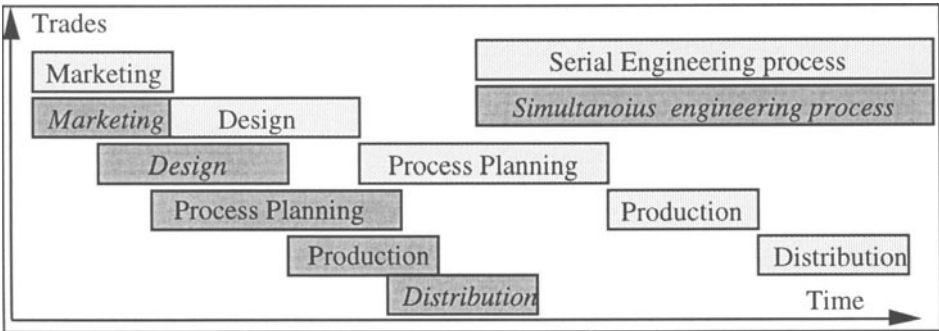 Trades
Marketing
Serial Engineering process
Marketing
Design
Simultanoius engineering process
Design
Process Planning
Process Planning
Production
Production
Distribution
Distribution
Time